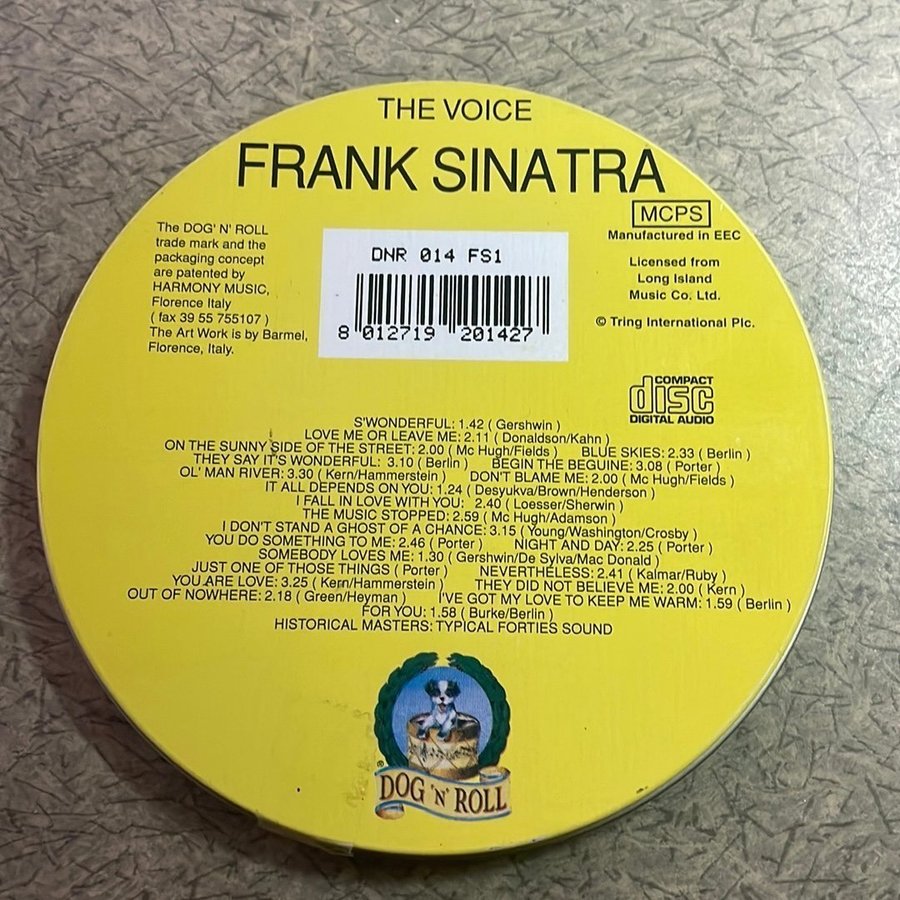 THE VOICE
FRANK SINATRA
The DOG' N' ROLL
trade mark and the
packaging concept
are patented by
HARMONY MUSIC,
Florence Italy
( fax 39 55 755107 )
The Art Work is by Barmel,
Florence, Italy.
DNR 014 FS1
8 012719 201427
MCPS
Manufactured in EEC
Licensed from
Long Island
Music Co. Ltd.
© Tring International Plc.
COMPACT
disc
DIGITAL AUDIO
S'WONDERFUL: 1.42 ( Gershwin )
LOVE ME OR LEAVE ME: 2.11 ( Donaldson/Kahn )
ON THE SUNNY SIDE OF THE STREET: 2.00 ( Mc Hugh/Fields ) BLUE SKIES: 2.33 ( Berlin )
THEY SAY IT'S WONDERFUL: 3.10 ( Berlin ) BEGIN THE BEGUINE: 3.08 ( Porter )
OL' MAN RIVER: 3.30 ( Kern/Hammerstein ) DON'T BLAME ME: 2.00 ( Mc Hugh/Fields )
IT ALL DEPENDS ON YOU: 1.24 ( Desyukva/Brown/Henderson )
I FALL IN LOVE WITH YOU: 2.40 ( Loesser/Sherwin )
THE MUSIC STOPPED: 2.59 ( Mc Hugh/Adamson )
I DON'T STAND A GHOST OF A CHANCE: 3.15 ( Young/Washington/Crosby )
YOU DO SOMETHING TO ME: 2.46 ( Porter ) NIGHT AND DAY: 2.25 ( Porter )
SOMEBODY LOVES ME: 1.30 ( Gershwin/De Sylva/Mac Donald )
JUST ONE OF THOSE THINGS ( Porter ) NEVERTHELESS: 2.41 ( Kalmar/Ruby )
YOU ARE LOVE: 3.25 ( Kern/Hammerstein ) THEY DID NOT BELIEVE ME: 2.00 ( Kern )
OUT OF NOWHERE: 2.18 ( Green/Heyman ) I'VE GOT MY LOVE TO KEEP ME WARM: 1.59 ( Berlin )
FOR YOU: 1.58 ( Burke/Berlin )
HISTORICAL MASTERS: TYPICAL FORTIES SOUND
DOG 'N' ROLL
®